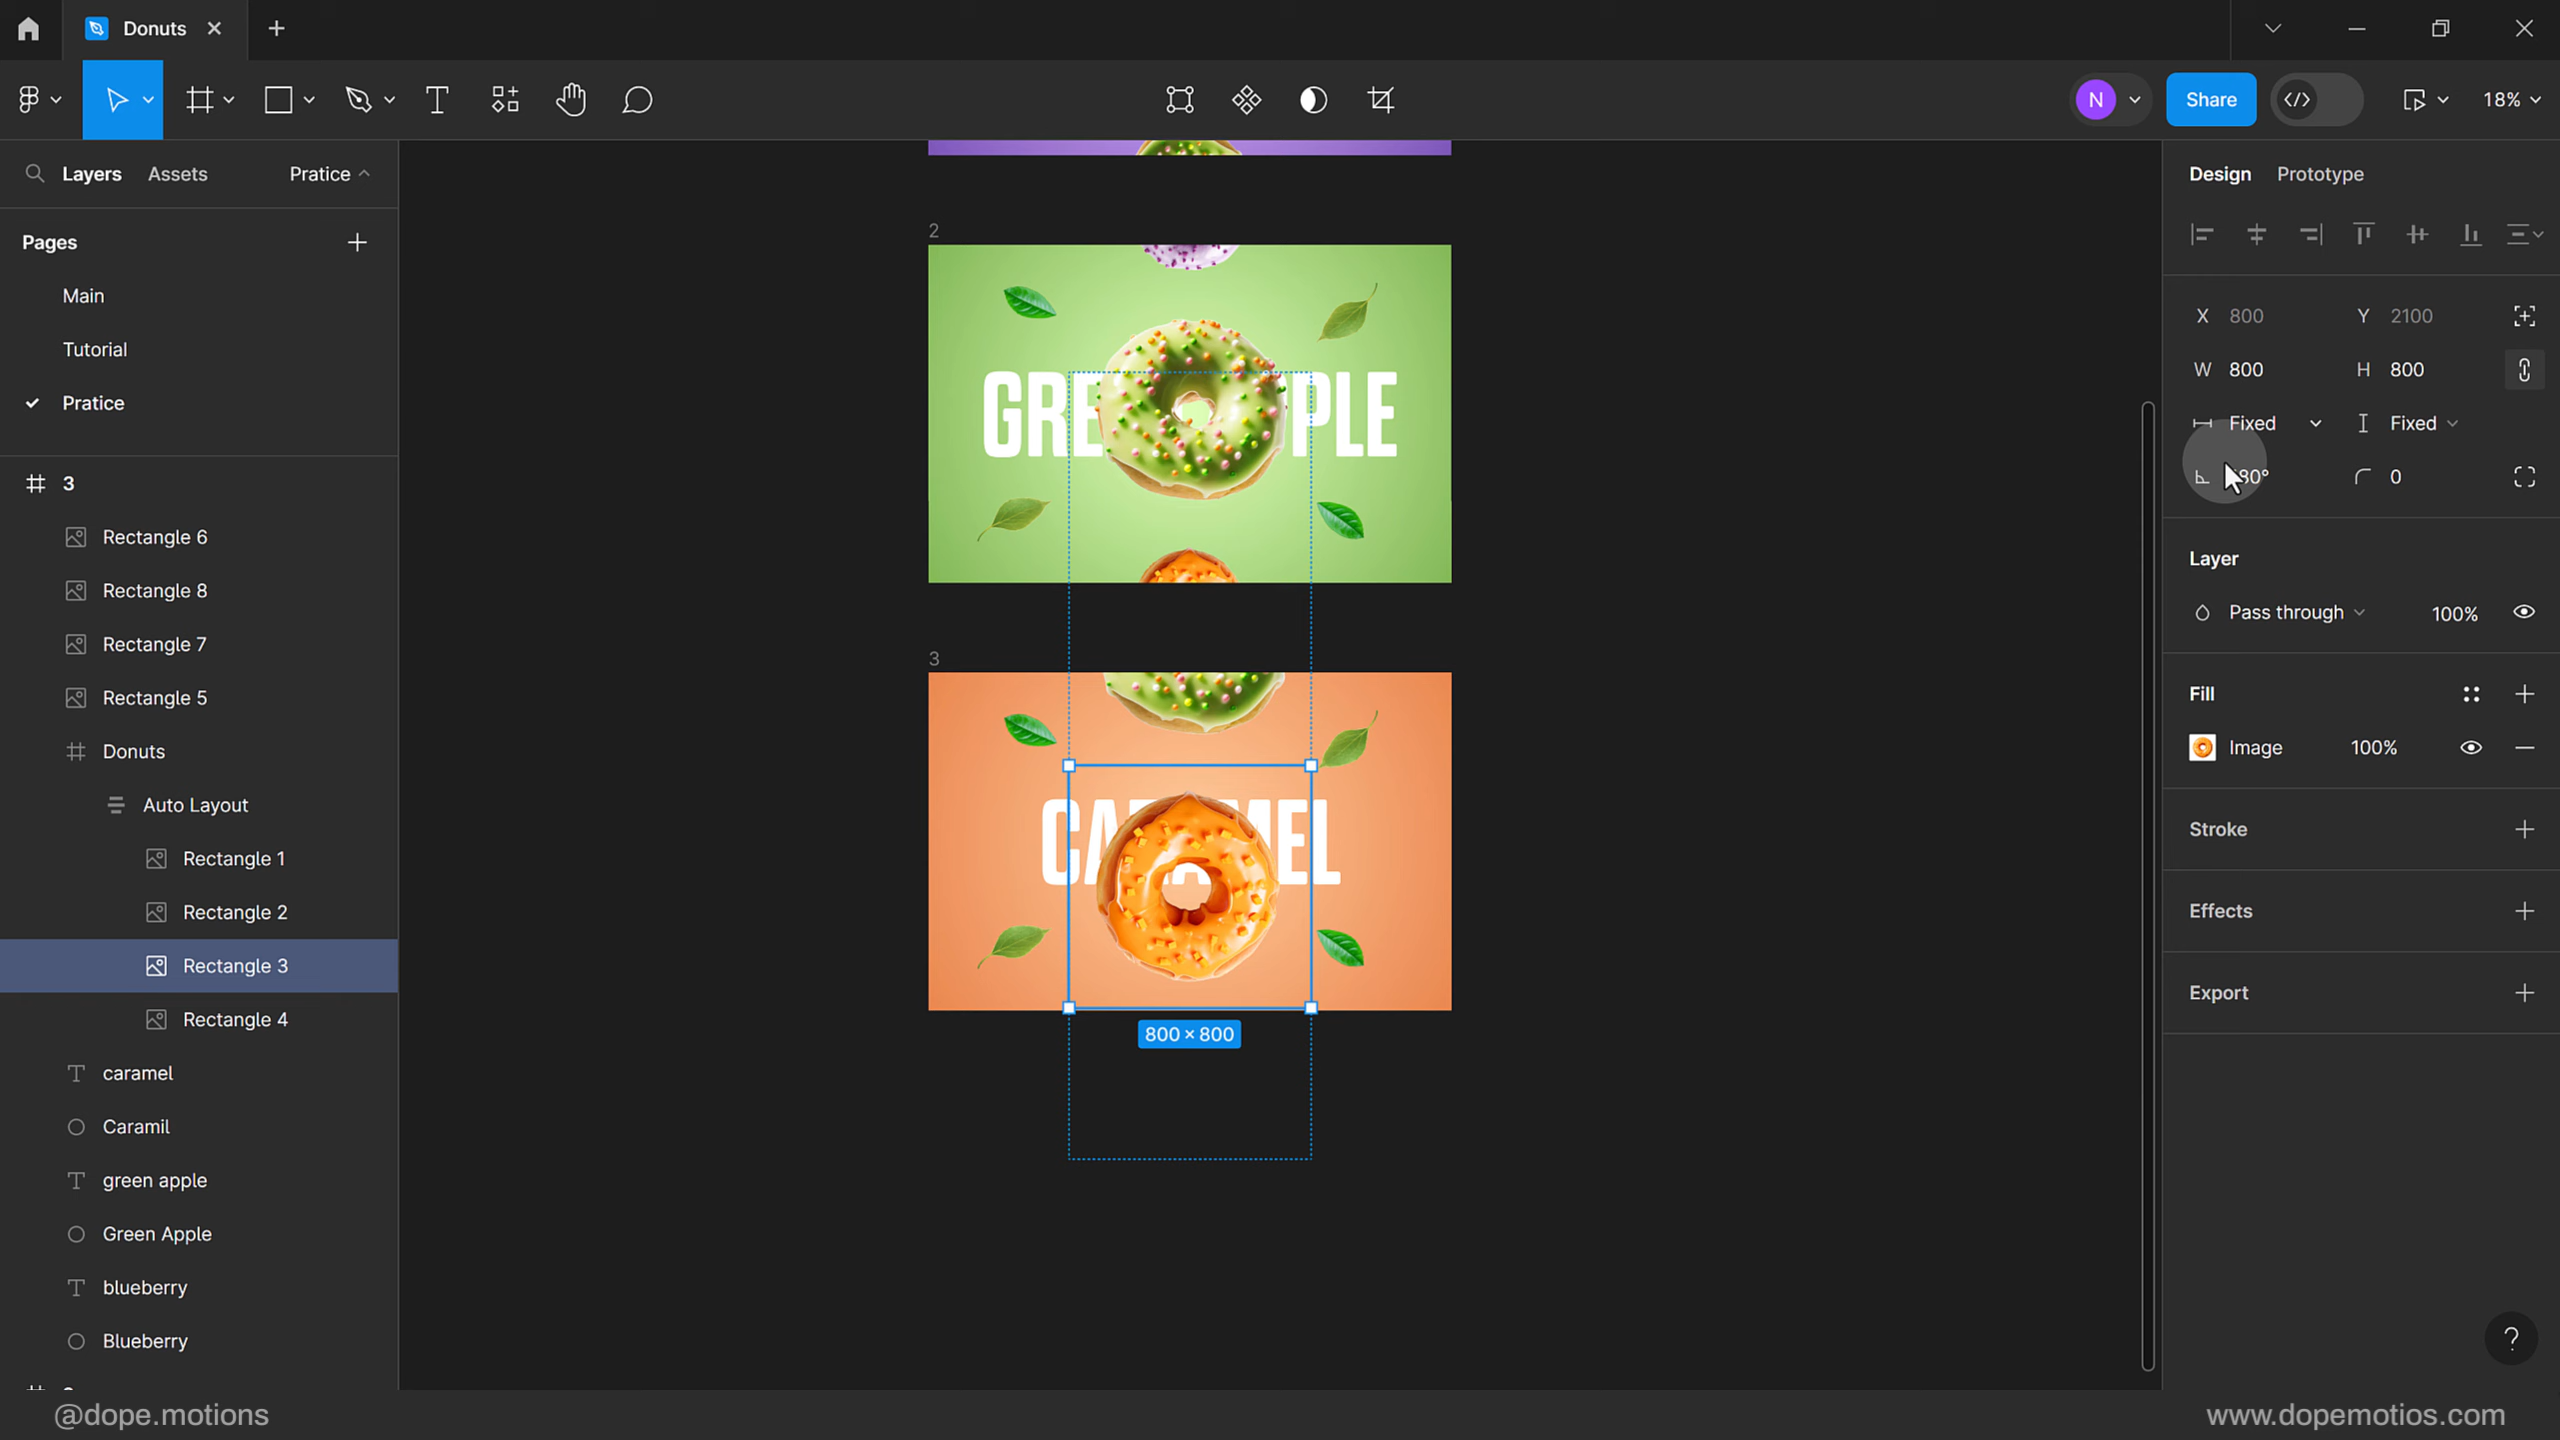 Donuts
N
Share
18%
Layers
Assets
Pratice
Pages
Main
Tutorial
Pratice
3
Rectangle 6
Rectangle 8
Rectangle 7
Rectangle 5
Donuts
Auto Layout
Rectangle 1
Rectangle 2
Rectangle 3
Rectangle 4
caramel
Caramil
green apple
Green Apple
blueberry
Blueberry
2
GRE PLE
3
CA MEL
800 × 800
Design
Prototype
X 800
Y 2100
W 800
H 800
Fixed
Fixed
0
Layer
Pass through
100%
Fill
Image
100%
Stroke
Effects
Export
?
@dope.motions
www.dopemotios.com